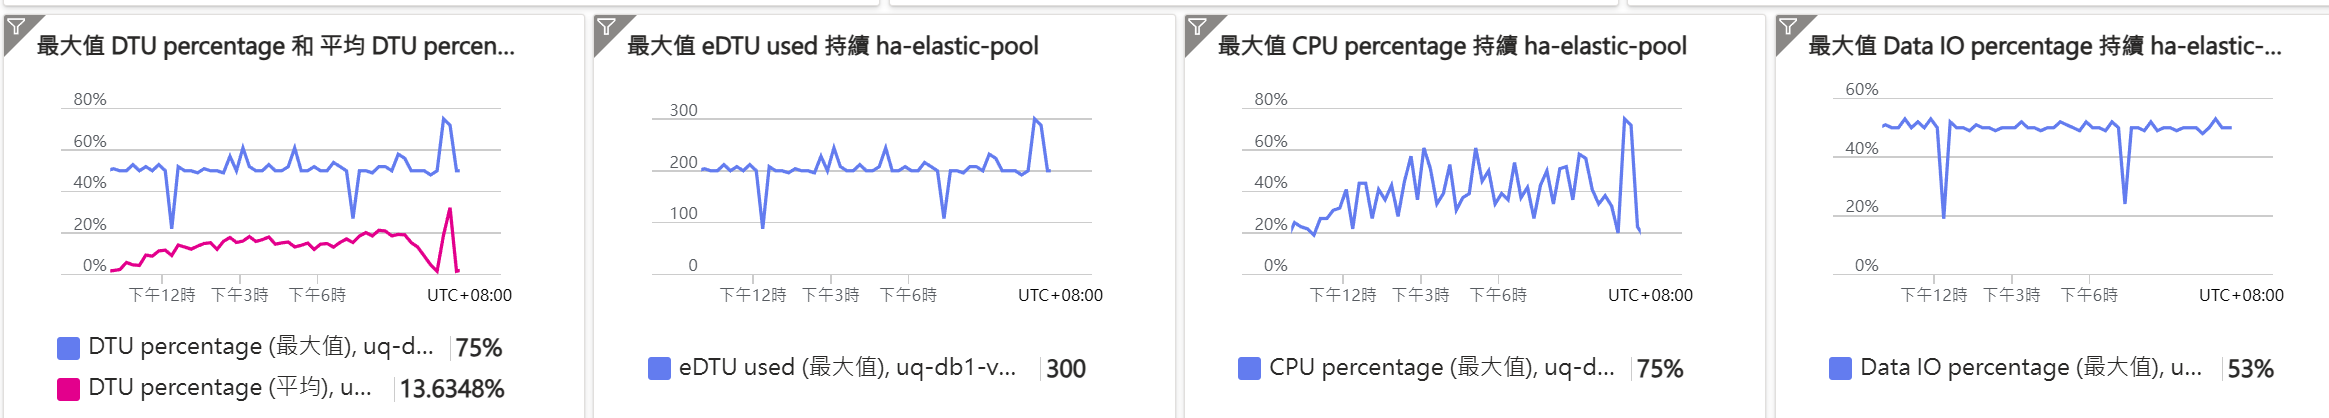 最大值 DTU percentage 和 平均 DTU percen...
80%
60%
40%
20%
0%
下午12時 下午3時 下午6時 UTC+08:00
DTU percentage (最大值), uq-d... 75%
DTU percentage (平均), u... 13.6348%
最大值 eDTU used 持續 ha-elastic-pool
300
200
100
0
下午12時 下午3時 下午6時 UTC+08:00
eDTU used (最大值), uq-db1-v... 300
最大值 CPU percentage 持續 ha-elastic-pool
80%
60%
40%
20%
0%
下午12時 下午3時 下午6時 UTC+08:00
CPU percentage (最大值), uq-d... 75%
最大值 Data IO percentage 持續 ha-elastic-...
60%
40%
20%
0%
下午12時 下午3時 下午6時 UTC+08:00
Data IO percentage (最大值), u... 53%